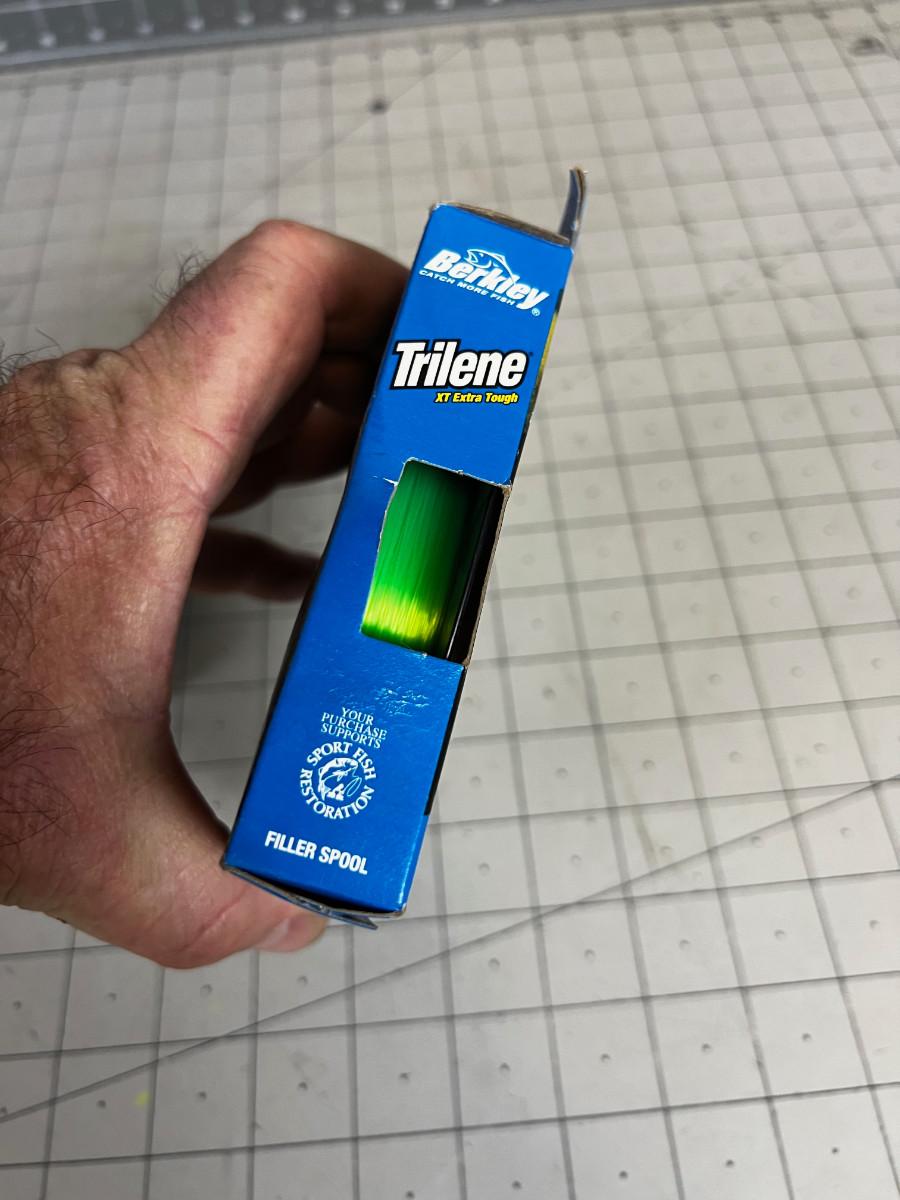 Berkley®
CATCH MORE FISH
Trilene
XT Extra Tough
YOUR
PURCHASE
SUPPORTS
SPORT FISH
RESTORATION
FILLER SPOOL